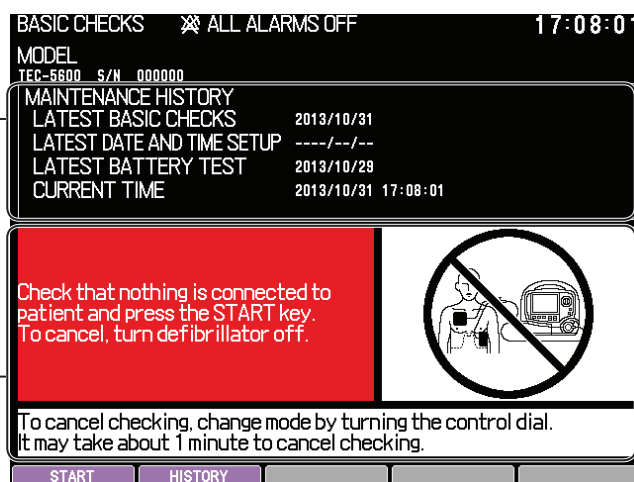 BASIC CHECKS ALL ALARMS OFF 17:08:01
MODEL
TEC-5600 S/N 000000
MAINTENANCE HISTORY
LATEST BASIC CHECKS 2013/10/31
LATEST DATE AND TIME SETUP ----/--/--
LATEST BATTERY TEST 2013/10/29
CURRENT TIME 2013/10/31 17:08:01
Check that nothing is connected to
patient and press the START key.
To cancel, turn defibrillator off.
To cancel checking, change mode by turning the control dial.
It may take about 1 minute to cancel checking.
START HISTORY